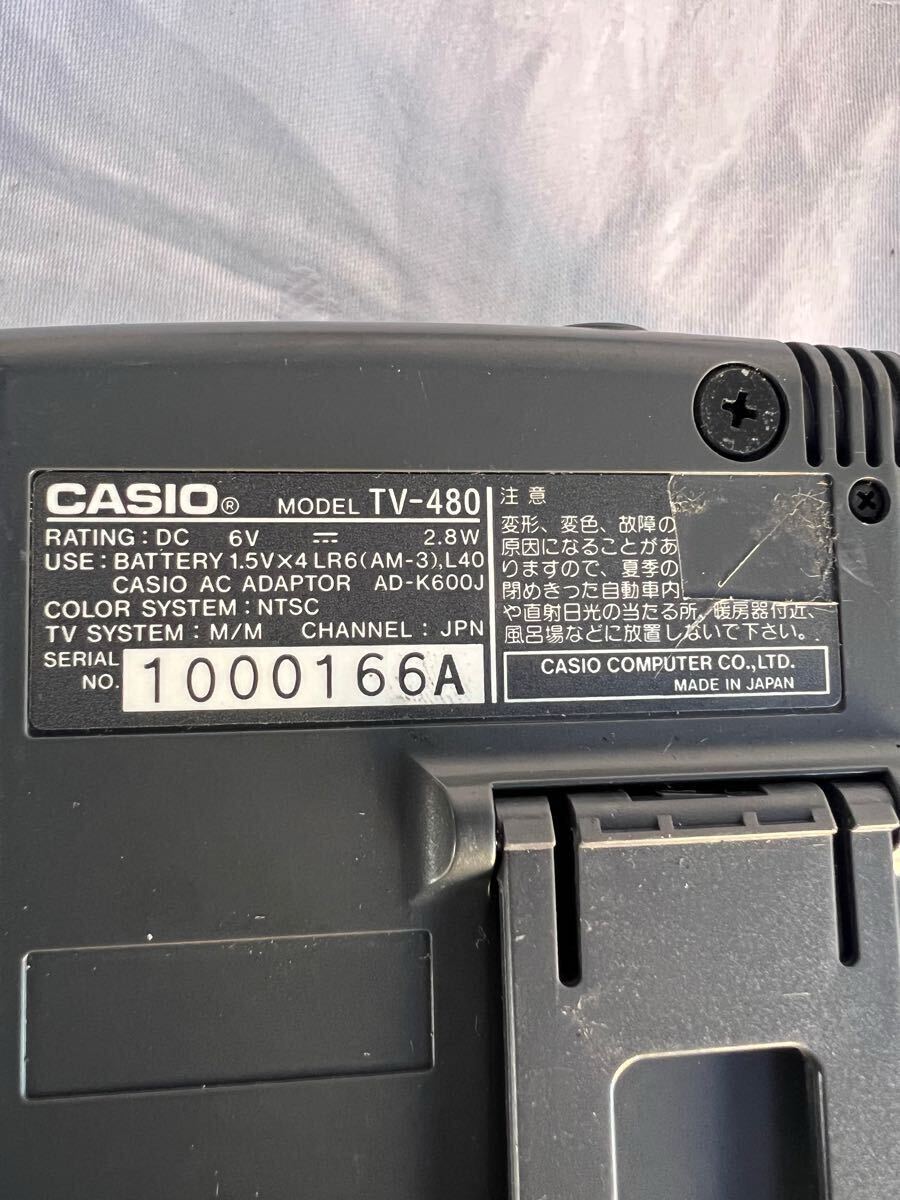 CASIO® MODEL TV-480
RATING : DC 6V ⎓ 2.8W
USE : BATTERY 1.5V×4 LR6(AM-3), L40
CASIO AC ADAPTOR AD-K600J
COLOR SYSTEM : NTSC
TV SYSTEM : M/M CHANNEL : JPN
SERIAL NO. 1000166A
注意
変形、変色、故障の
原因になることがあ
りますので、夏季の
閉めきった自動車内
や直射日光の当たる所、暖房器付近、
風呂場などに放置しないで下さい。
CASIO COMPUTER CO.,LTD.
MADE IN JAPAN